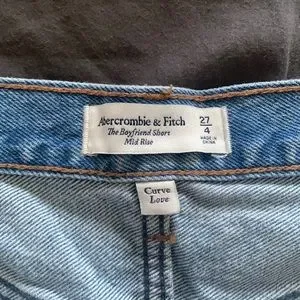 Abercrombie & Fitch
The Boyfriend Short
Mid Rise
27
4
MADE IN
CHINA
Curve
Love